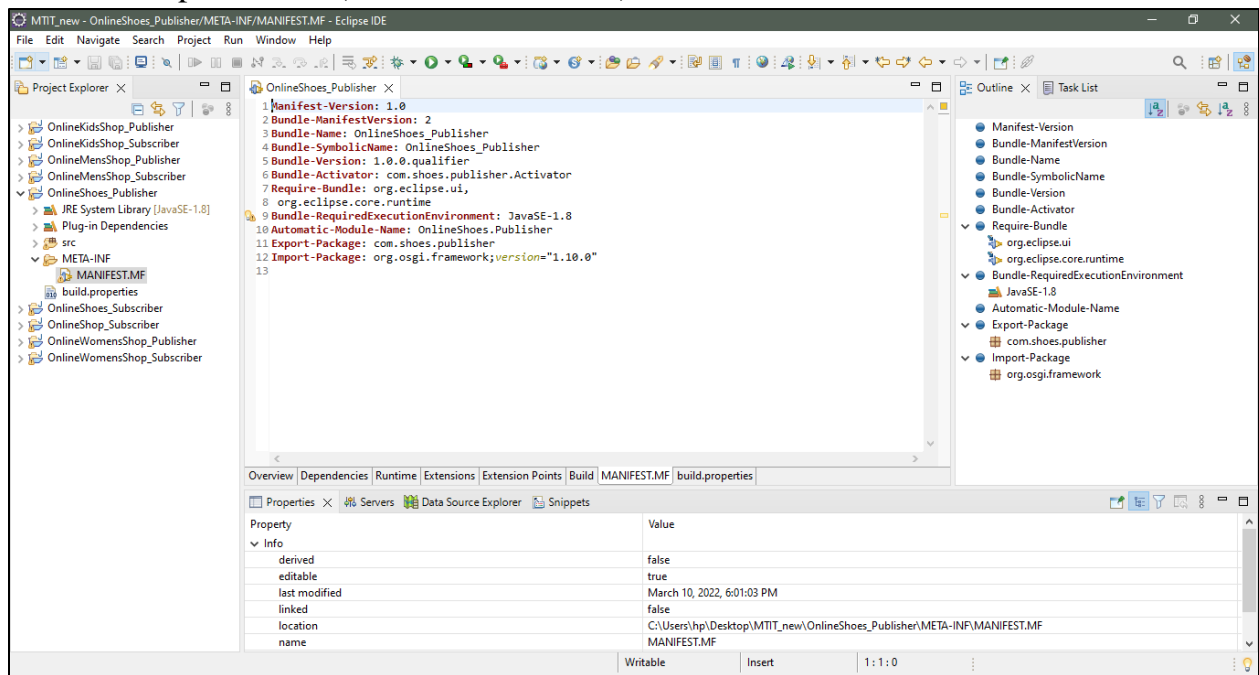 MTIT_new - OnlineShoes_Publisher/META-INF/MANIFEST.MF - Eclipse IDE
File Edit Navigate Search Project Run Window Help
Project Explorer
OnlineKidsShop_Publisher
OnlineKidsShop_Subscriber
OnlineMensShop_Publisher
OnlineMensShop_Subscriber
OnlineShoes_Publisher
JRE System Library [JavaSE-1.8]
Plug-in Dependencies
src
META-INF
MANIFEST.MF
build.properties
OnlineShoes_Subscriber
OnlineShop_Subscriber
OnlineWomensShop_Publisher
OnlineWomensShop_Subscriber
OnlineShoes_Publisher
1 Manifest-Version: 1.0
2 Bundle-ManifestVersion: 2
3 Bundle-Name: OnlineShoes_Publisher
4 Bundle-SymbolicName: OnlineShoes_Publisher
5 Bundle-Version: 1.0.0.qualifier
6 Bundle-Activator: com.shoes.publisher.Activator
7 Require-Bundle: org.eclipse.ui,
8 org.eclipse.core.runtime
9 Bundle-RequiredExecutionEnvironment: JavaSE-1.8
10 Automatic-Module-Name: OnlineShoes.Publisher
11 Export-Package: com.shoes.publisher
12 Import-Package: org.osgi.framework;version="1.10.0"
13
Overview Dependencies Runtime Extensions Extension Points Build MANIFEST.MF build.properties
Outline Task List
Manifest-Version
Bundle-ManifestVersion
Bundle-Name
Bundle-SymbolicName
Bundle-Version
Bundle-Activator
Require-Bundle
org.eclipse.ui
org.eclipse.core.runtime
Bundle-RequiredExecutionEnvironment
JavaSE-1.8
Automatic-Module-Name
Export-Package
com.shoes.publisher
Import-Package
org.osgi.framework
Properties Servers Data Source Explorer Snippets
Property Value
Info
derived false
editable true
last modified March 10, 2022, 6:01:03 PM
linked false
location C:\Users\hp\Desktop\MTIT_new\OnlineShoes_Publisher\META-INF\MANIFEST.MF
name MANIFEST.MF
Writable Insert 1:1:0